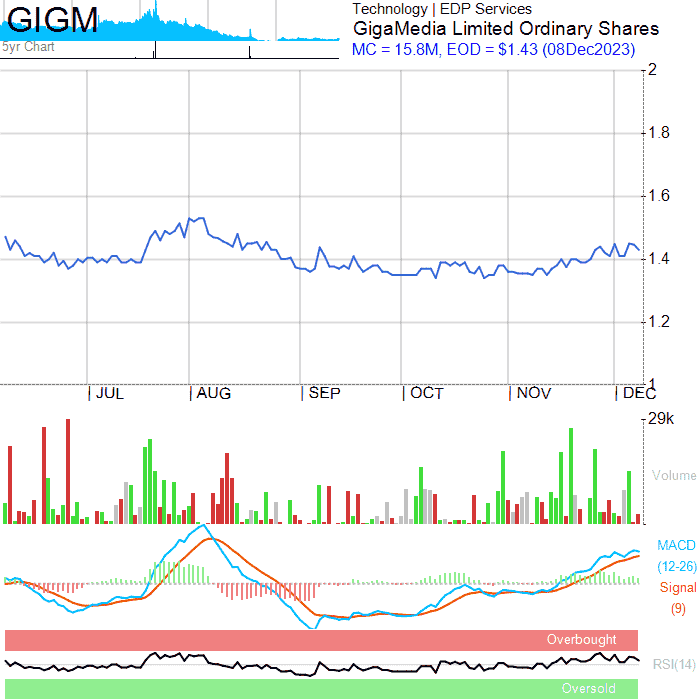 GIGM
5yr Chart
Technology | EDP Services
GigaMedia Limited Ordinary Shares
MC = 15.8M, EOD = $1.43 (08Dec2023)
2
1.8
1.6
1.4
1.2
1
JUL AUG SEP OCT NOV DEC
29k
Volume
MACD
(12-26)
Signal
(9)
Overbought
RSI(14)
Oversold